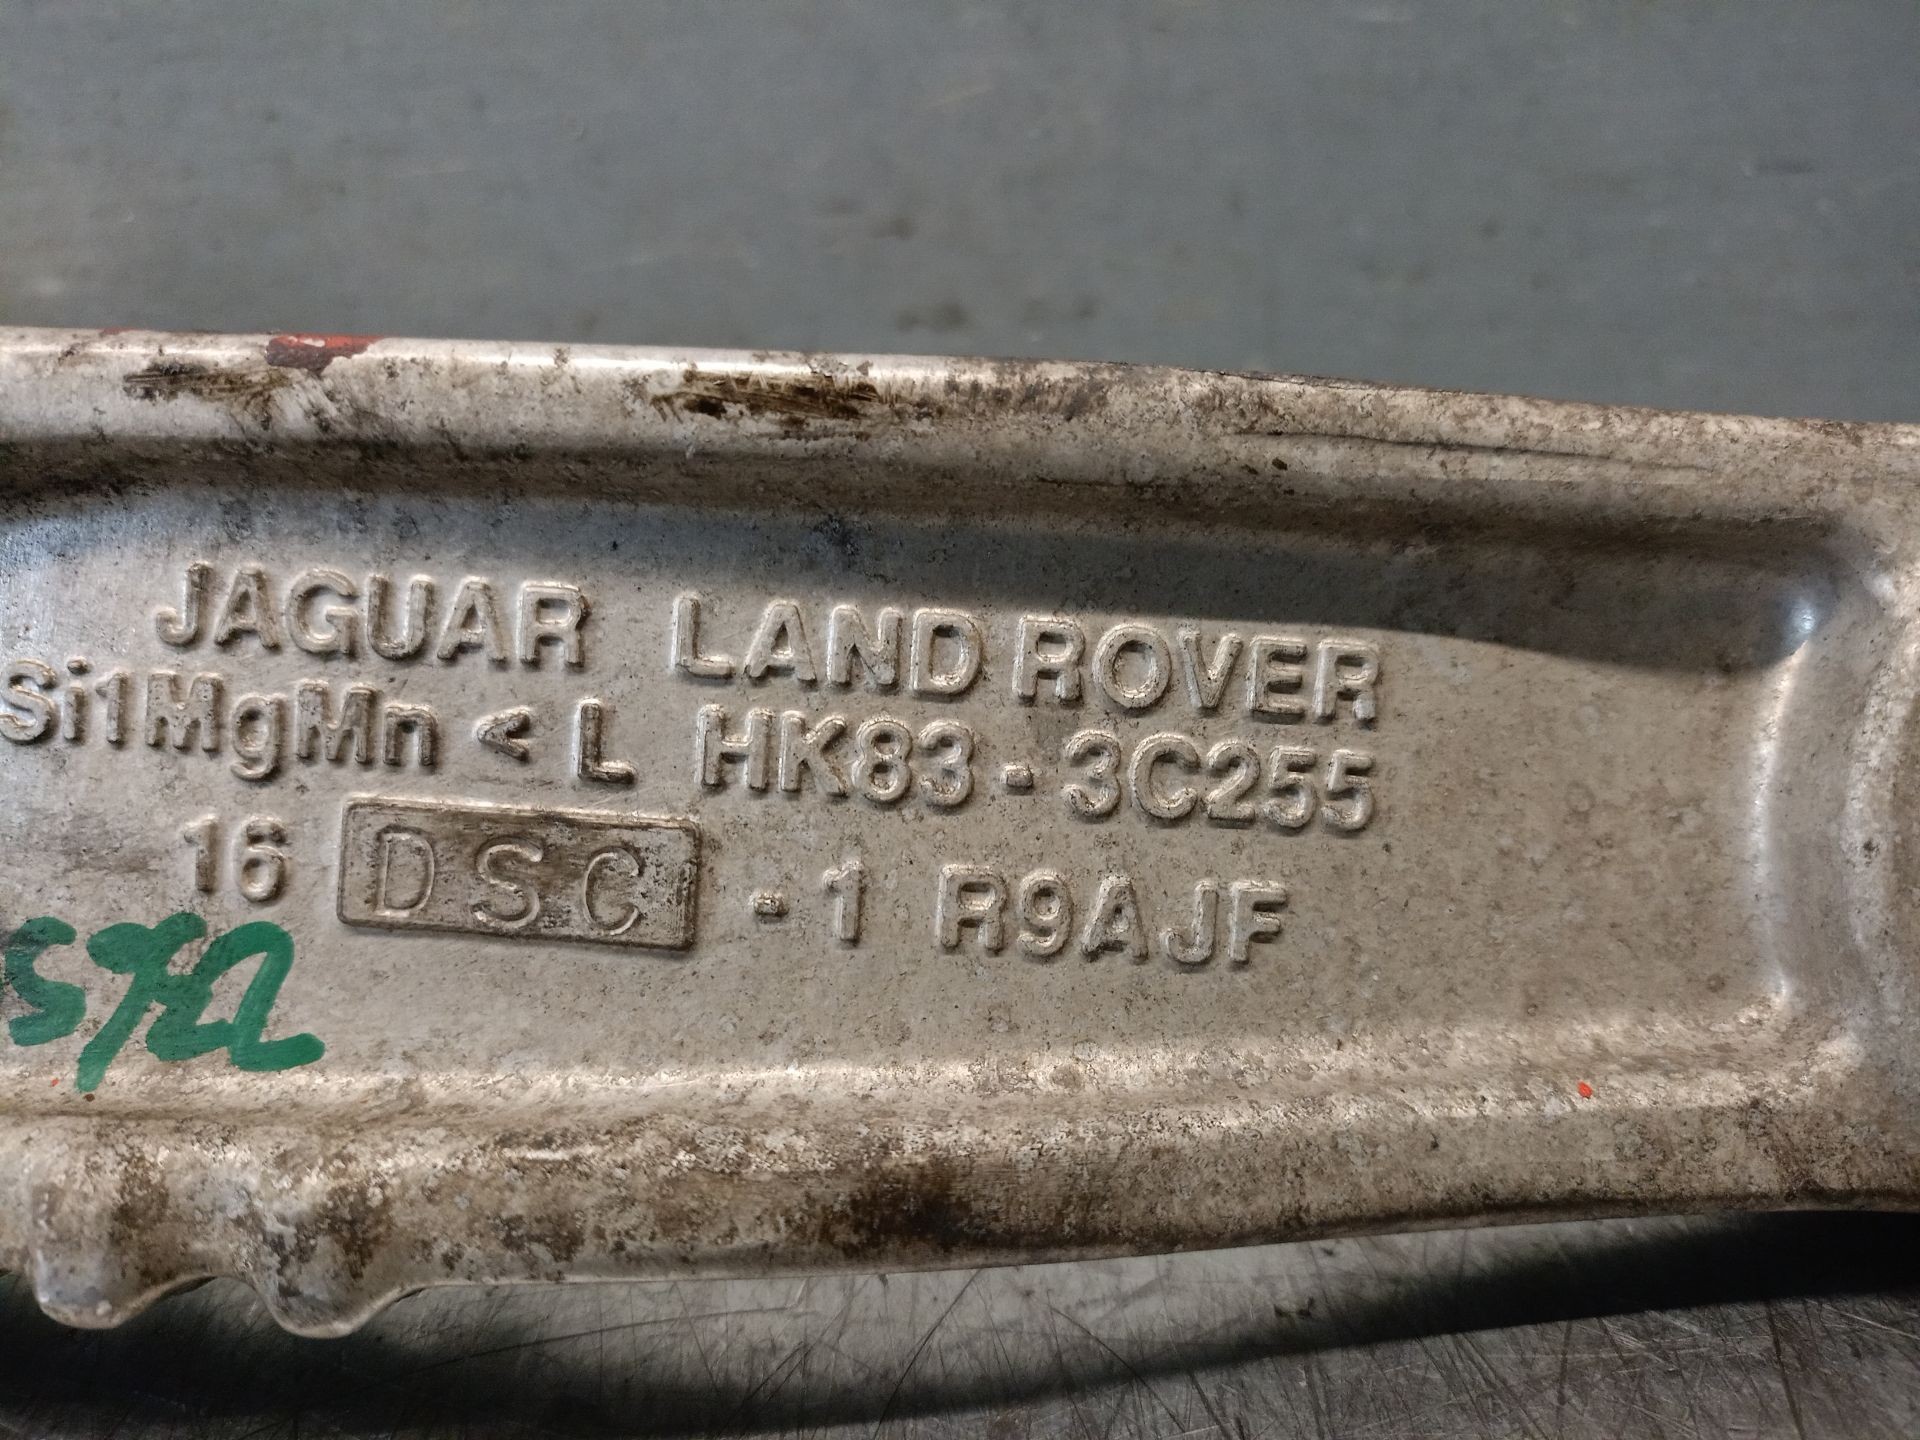 JAGUAR LAND ROVER
Si1MgMn < L HK83-3C255
16 DSC -1 R9AJF